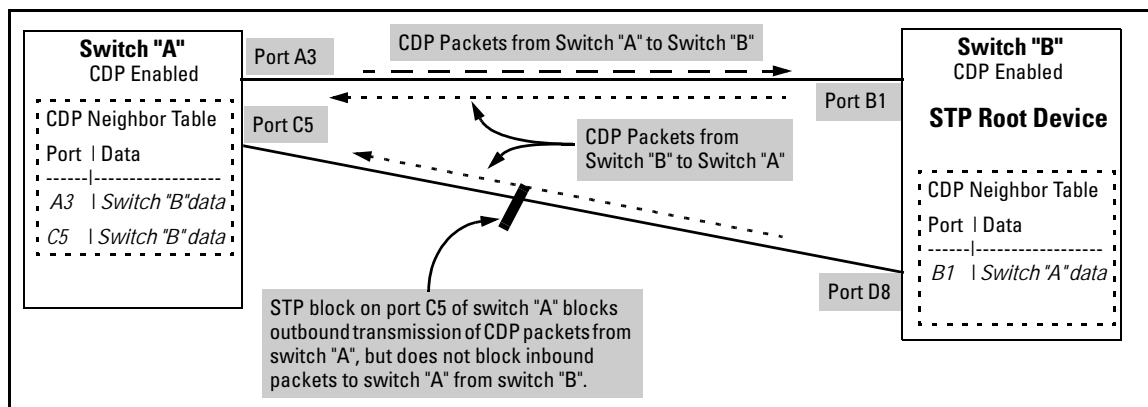 Switch "A"
CDP Enabled
CDP Neighbor Table
Port | Data
------|-------------------
A3 | Switch "B"data
C5 | Switch "B" data
Port A3
CDP Packets from Switch "A" to Switch "B"
Port C5
Port B1
CDP Packets from
Switch "B" to Switch "A"
STP block on port C5 of switch "A" blocks
outbound transmission of CDP packets from
switch "A", but does not block inbound
packets to switch "A" from switch "B".
Port D8
Switch "B"
CDP Enabled
STP Root Device
CDP Neighbor Table
Port | Data
------|-------------------
B1 | Switch "A" data